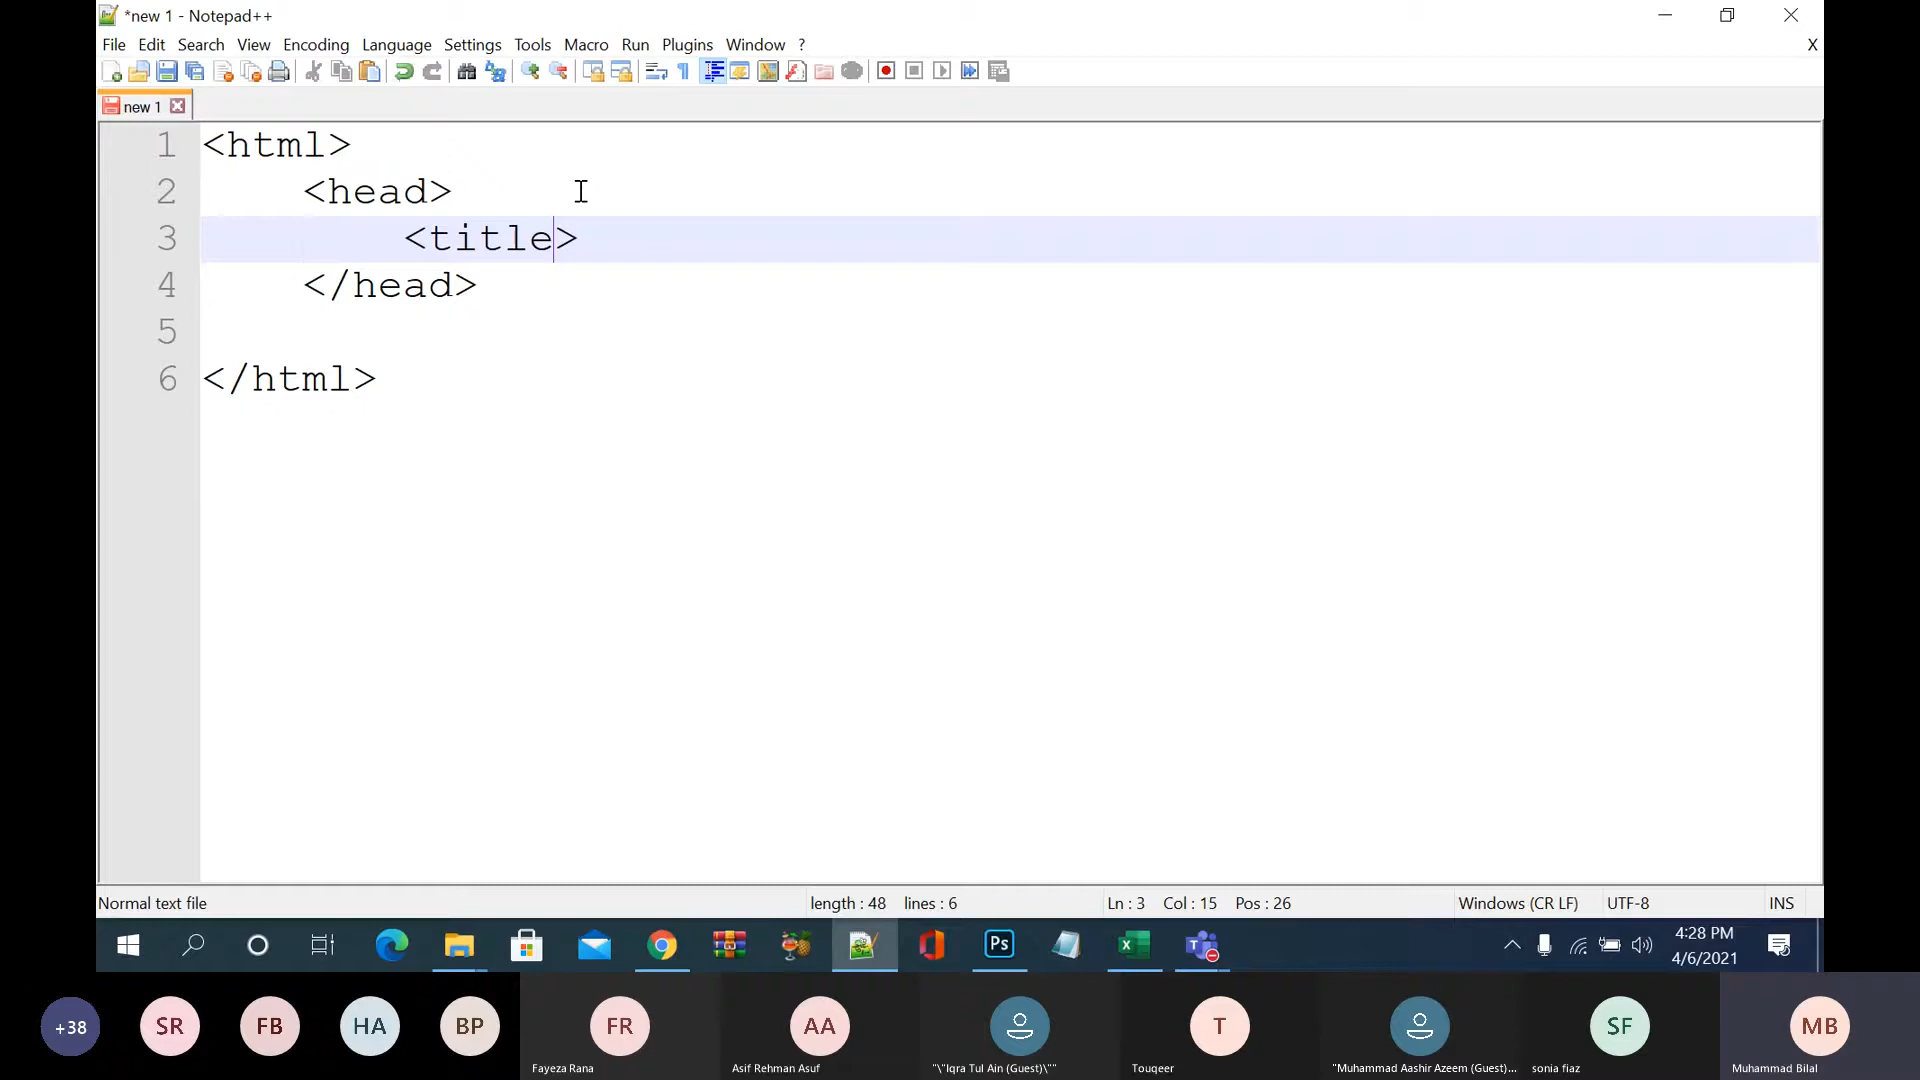 *new 1 - Notepad++
File Edit Search View Encoding Language Settings Tools Macro Run Plugins Window ? X
new 1
1 <html>
2 <head>
3 <title>
4 </head>
5
6 </html>
Normal text file length : 48 lines : 6 Ln : 3 Col : 15 Pos : 26 Windows (CR LF) UTF-8 INS
Ps
4:28 PM
4/6/2021
+38 SR FB HA BP FR AA T SF MB
Fayeza Rana Asif Rehman Asuf "\"Iqra Tul Ain (Guest)\"" Touqeer "Muhammad Aashir Azeem (Guest)... sonia fiaz Muhammad Bilal